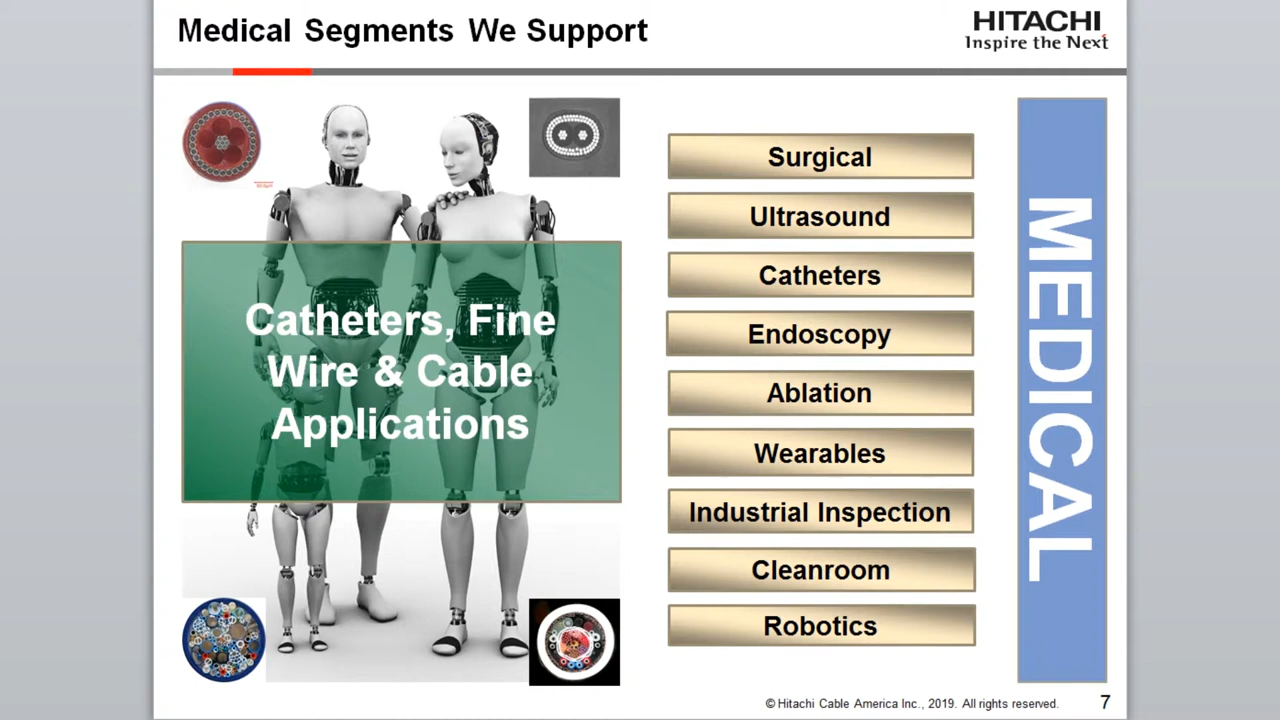 Medical Segments We Support
HITACHI
Inspire the Next
Catheters, Fine
Wire & Cable
Applications
Surgical
Ultrasound
Catheters
Endoscopy
Ablation
Wearables
Industrial Inspection
Cleanroom
Robotics
MEDICAL
© Hitachi Cable America Inc., 2019. All rights reserved.
7